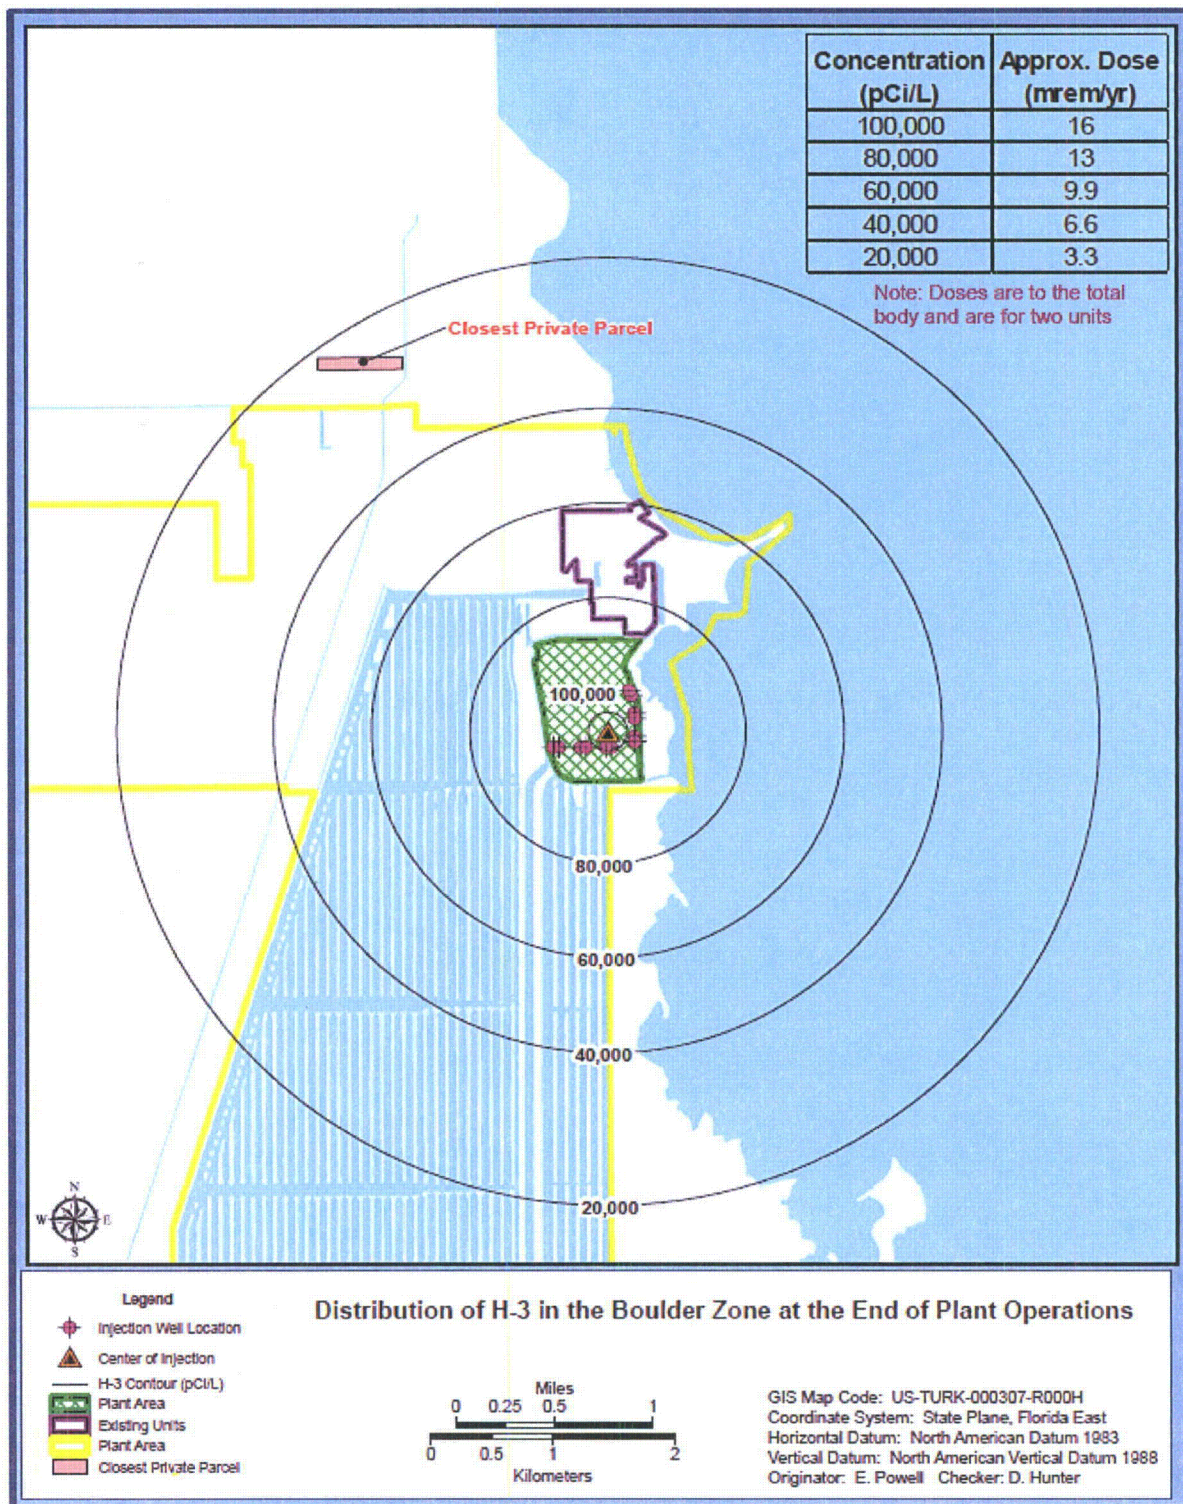 Concentration (pCi/L) Approx. Dose (mrem/yr)
100,000 16
80,000 13
60,000 9.9
40,000 6.6
20,000 3.3
Note: Doses are to the total
body and are for two units
Closest Private Parcel
100,000
80,000
60,000
40,000
20,000
N
W E
S
Legend
Injection Well Location
Center of Injection
H-3 Contour (pCi/L)
Plant Area
Existing Units
Plant Area
Closest Private Parcel
Distribution of H-3 in the Boulder Zone at the End of Plant Operations
Miles
0 0.25 0.5 1
0 0.5 1 2
Kilometers
GIS Map Code: US-TURK-000307-R000H
Coordinate System: State Plane, Florida East
Horizontal Datum: North American Datum 1983
Vertical Datum: North American Vertical Datum 1988
Originator: E. Powell Checker: D. Hunter